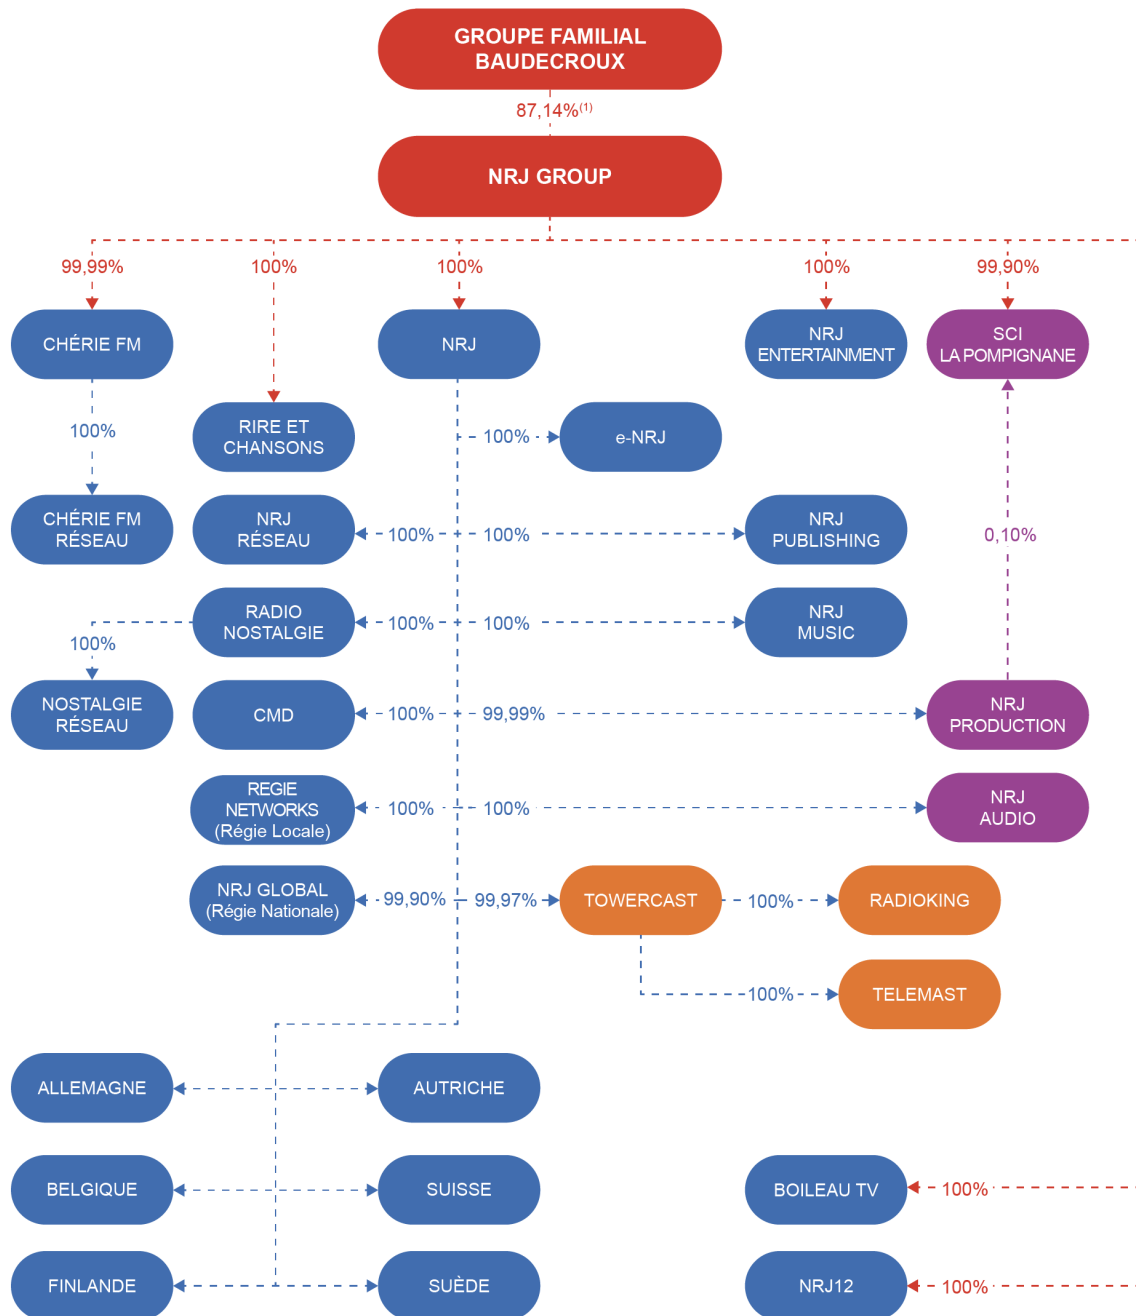 GROUPE FAMILIAL
BAUDECROUX
87,14%(1)
NRJ GROUP
99,99%
100%
100%
100%
99,90%
CHÉRIE FM
NRJ
NRJ
ENTERTAINMENT
SCI
LA POMPIGNANE
100%
RIRE ET
CHANSONS
100%
e-NRJ
CHÉRIE FM
RÉSEAU
NRJ
RÉSEAU
100%
100%
NRJ
PUBLISHING
0,10%
RADIO
NOSTALGIE
100%
100%
NRJ
MUSIC
100%
NOSTALGIE
RÉSEAU
CMD
100%
99,99%
NRJ
PRODUCTION
REGIE
NETWORKS
(Régie Locale)
100%
100%
NRJ
AUDIO
NRJ GLOBAL
(Régie Nationale)
99,90%
99,97%
TOWERCAST
100%
RADIOKING
100%
TELEMAST
ALLEMAGNE
AUTRICHE
BELGIQUE
SUISSE
BOILEAU TV
100%
FINLANDE
SUÈDE
NRJ12
100%